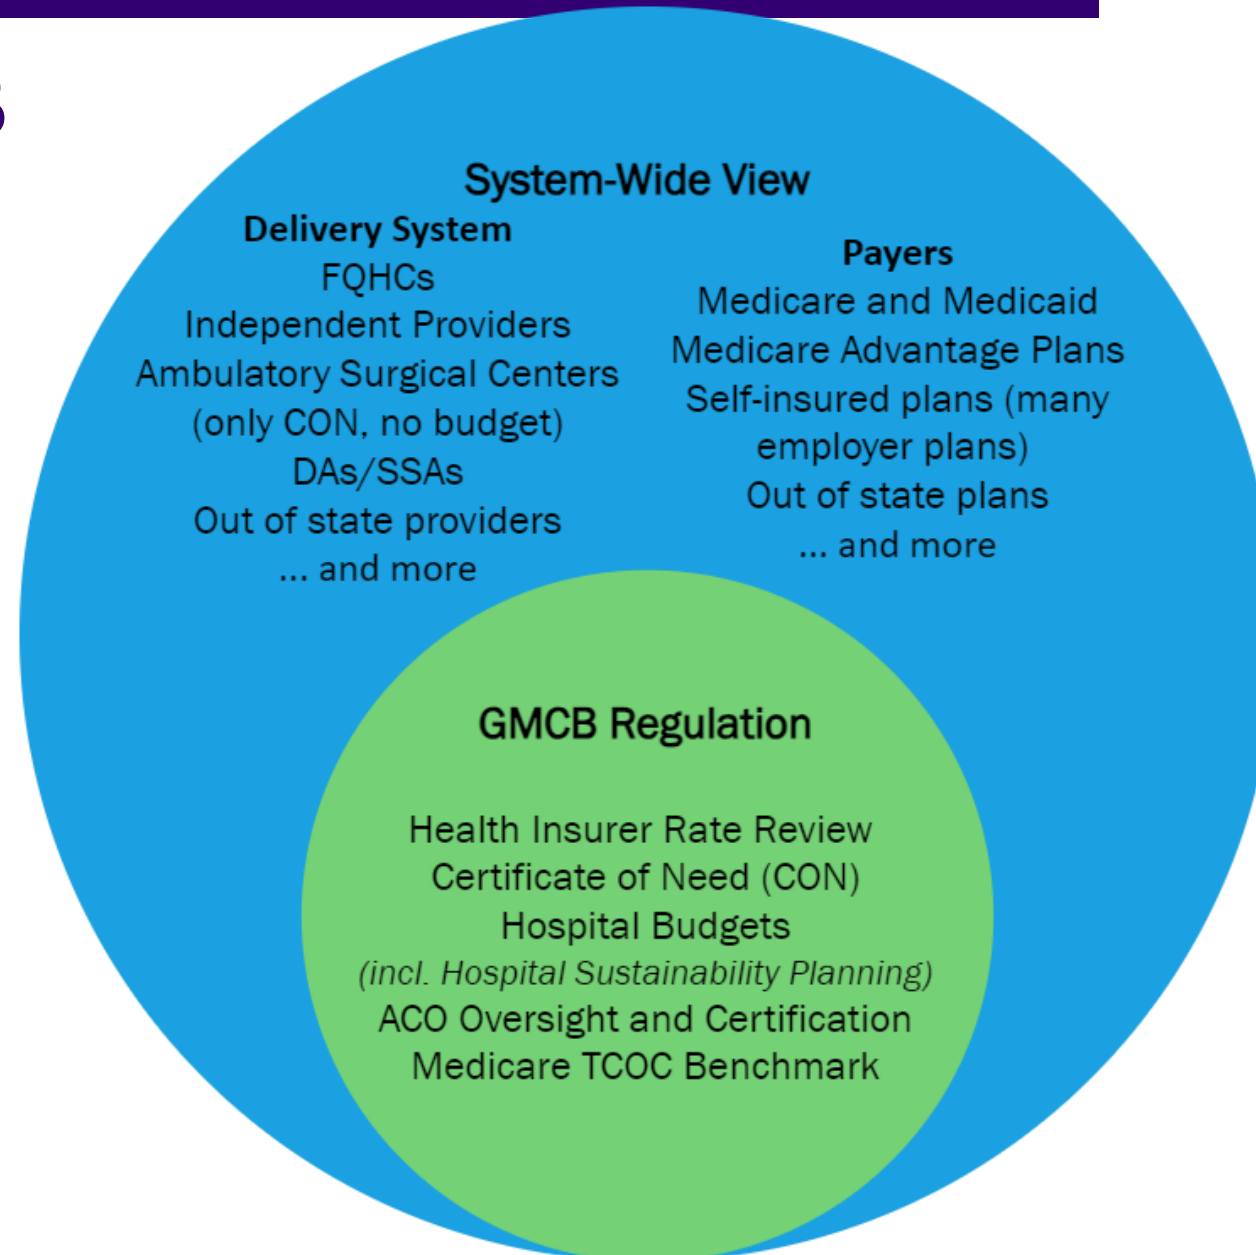 System-Wide View
Delivery System
FQHCs
Independent Providers
Ambulatory Surgical Centers
(only CON, no budget)
DAs/SSAs
Out of state providers
... and more
Payers
Medicare and Medicaid
Medicare Advantage Plans
Self-insured plans (many
employer plans)
Out of state plans
... and more
GMCB Regulation
Health Insurer Rate Review
Certificate of Need (CON)
Hospital Budgets
(incl. Hospital Sustainability Planning)
ACO Oversight and Certification
Medicare TCOC Benchmark